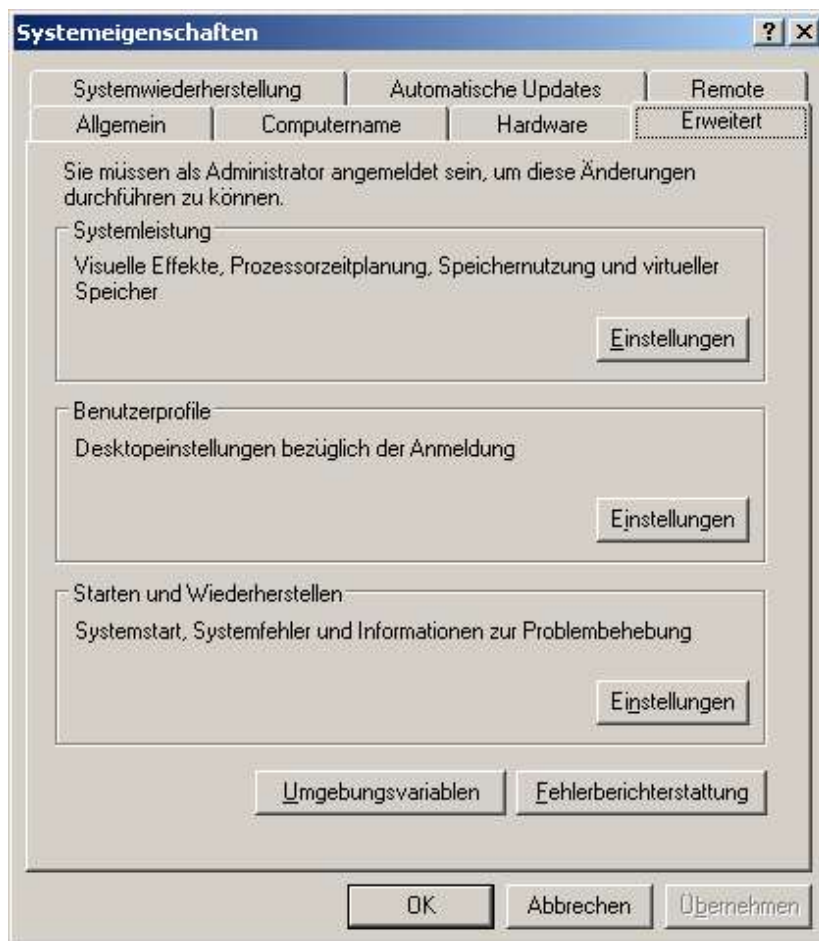 Systemeigenschaften
Systemwiederherstellung Automatische Updates Remote
Allgemein Computername Hardware Erweitert
Sie müssen als Administrator angemeldet sein, um diese Änderungen
durchführen zu können.
Systemleistung
Visuelle Effekte, Prozessorzeitplanung, Speichernutzung und virtueller
Speicher
Einstellungen
Benutzerprofile
Desktopeinstellungen bezüglich der Anmeldung
Einstellungen
Starten und Wiederherstellen
Systemstart, Systemfehler und Informationen zur Problembehebung
Einstellungen
Umgebungsvariablen Fehlerberichterstattung
OK Abbrechen Übernehmen